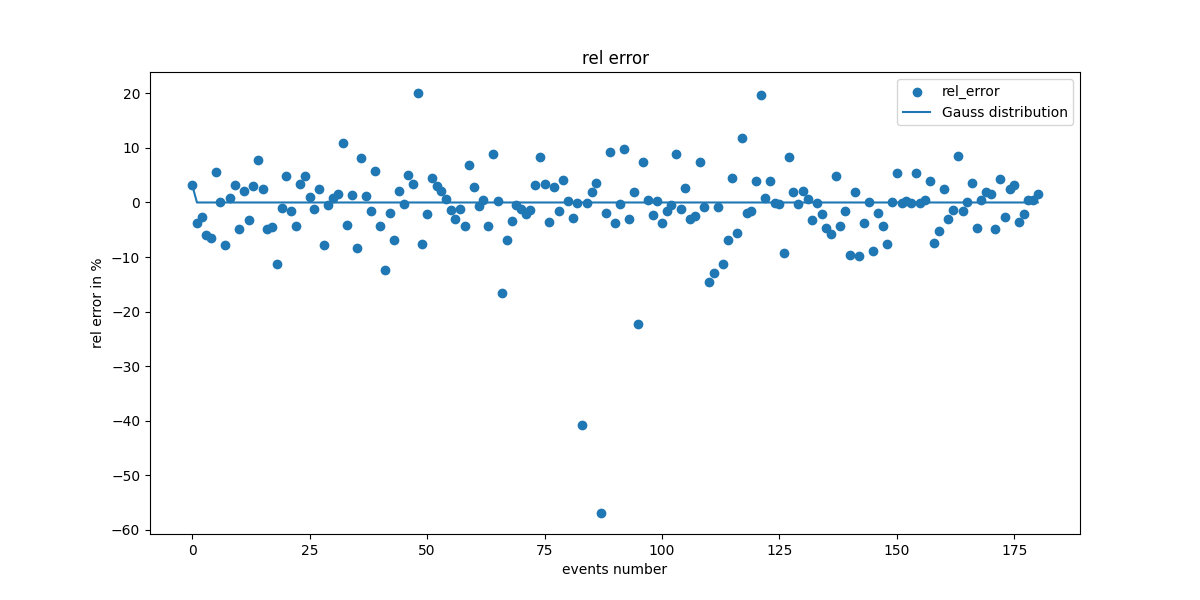 rel error
rel_error
Gauss distribution
20
10
0
−10
−20
−30
−40
−50
−60
rel error in %
0 25 50 75 100 125 150 175
events number